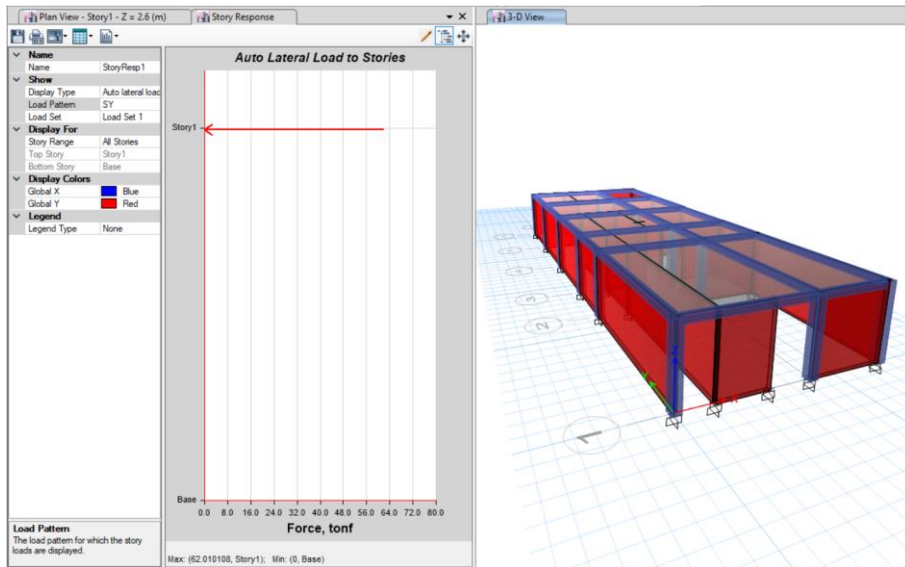 Plan View - Story1 - Z = 2.6 (m)
Story Response
3-D View
Name
Name StoryResp1
Show
Display Type Auto lateral load
Load Pattern SY
Load Set Load Set 1
Display For
Story Range All Stories
Top Story Story1
Bottom Story Base
Display Colors
Global X Blue
Global Y Red
Legend
Legend Type None
Load Pattern
The load pattern for which the story
loads are displayed.
Auto Lateral Load to Stories
Story1
Base
0.0 8.0 16.0 24.0 32.0 40.0 48.0 56.0 64.0 72.0 80.0
Force, tonf
Max: (62.010108, Story1); Min: (0, Base)
3
2
1
X